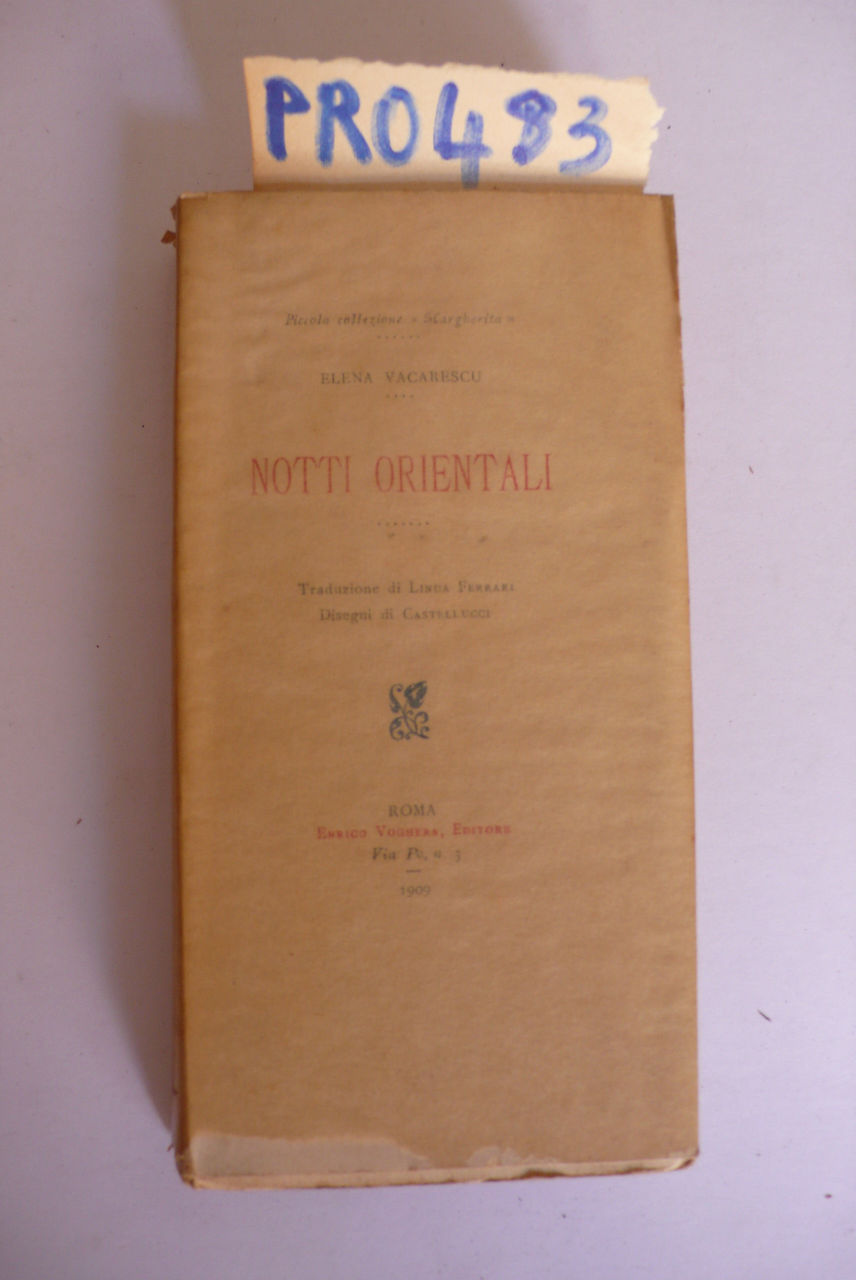 PRO483
Piccola collezione « Margherita »
ELENA VACARESCU
NOTTI ORIENTALI
Traduzione di LINDA FERRARI
Disegni di CASTELLUCCI
ROMA
ENRICO VOGHERA, EDITORE
Via Po, n. 3
1909